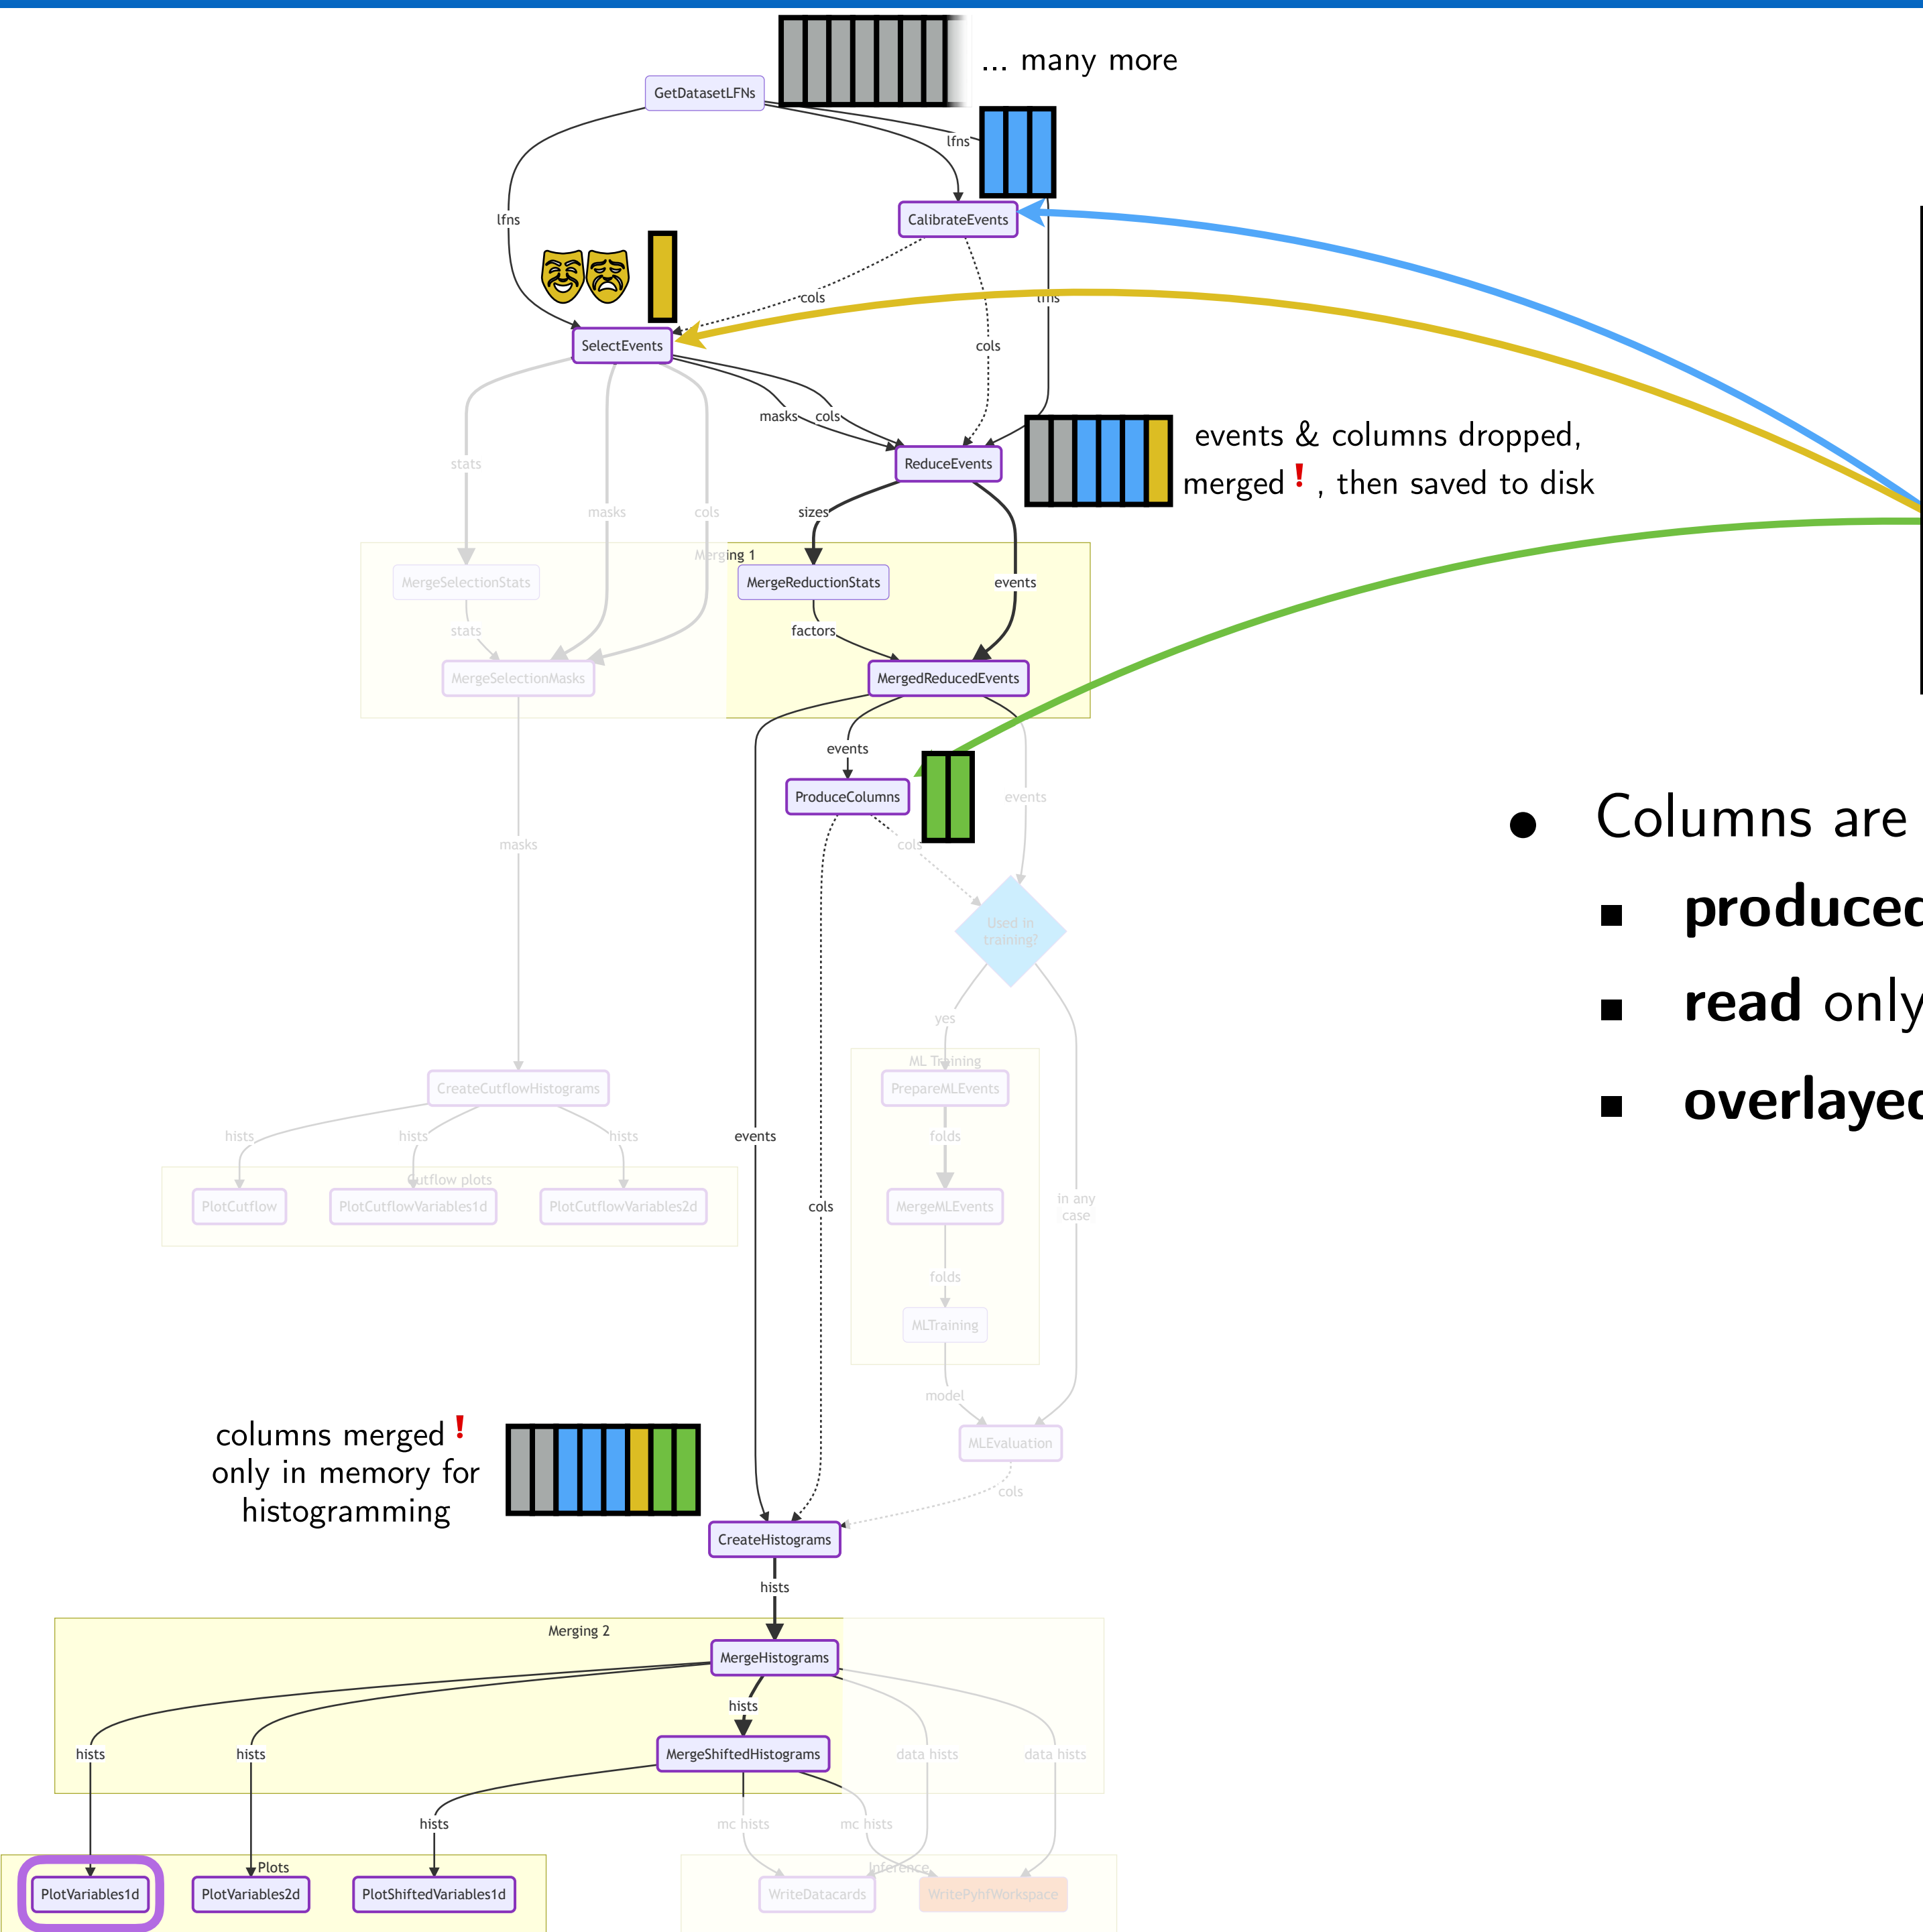 ... many more
GetDatasetLFNs
lfns
lfns
CalibrateEvents
cols
lfns
SelectEvents
cols
masks
cols
events & columns dropped,
merged ! , then saved to disk
ReduceEvents
stats
masks
cols
sizes
Merging 1
MergeSelectionStats
MergeReductionStats
events
stats
factors
MergeSelectionMasks
MergedReducedEvents
events
ProduceColumns
events
masks
cols
Columns are
produced
read only
overlayed
Used in
training?
yes
ML Training
CreateCutflowHistograms
PrepareMLEvents
hists
hists
hists
events
folds
Cutflow plots
PlotCutflow
PlotCutflowVariables1d
PlotCutflowVariables2d
cols
MergeMLEvents
in any
case
folds
MLTraining
model
columns merged !
only in memory for
histogramming
MLEvaluation
cols
CreateHistograms
hists
Merging 2
MergeHistograms
hists
hists
hists
MergeShiftedHistograms
data hists
data hists
hists
mc hists
mc hists
Plots
Inference
PlotVariables1d
PlotVariables2d
PlotShiftedVariables1d
WriteDatacards
WritePyhfWorkspace